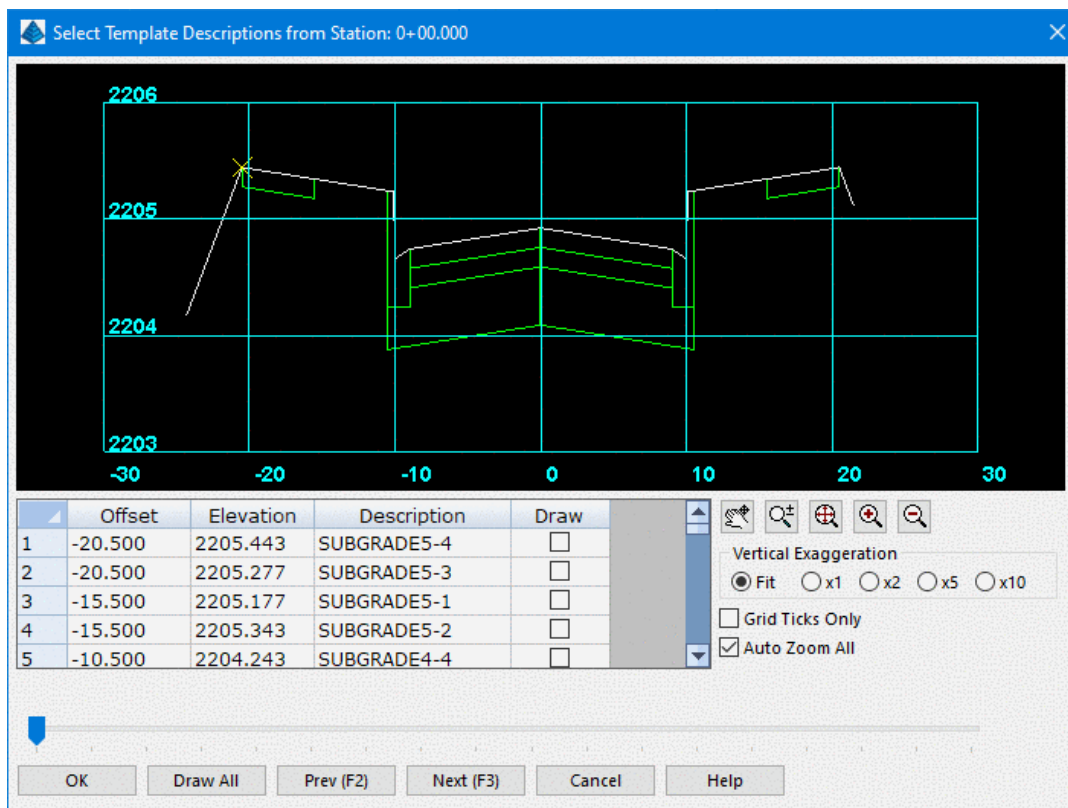 Select Template Descriptions from Station: 0+00.000
2206
2205
2204
2203
-30 -20 -10 0 10 20 30
Offset Elevation Description Draw
1 -20.500 2205.443 SUBGRADE5-4
2 -20.500 2205.277 SUBGRADE5-3
3 -15.500 2205.177 SUBGRADE5-1
4 -15.500 2205.343 SUBGRADE5-2
5 -10.500 2204.243 SUBGRADE4-4
Vertical Exaggeration
Fit x1 x2 x5 x10
Grid Ticks Only
Auto Zoom All
OK Draw All Prev (F2) Next (F3) Cancel Help